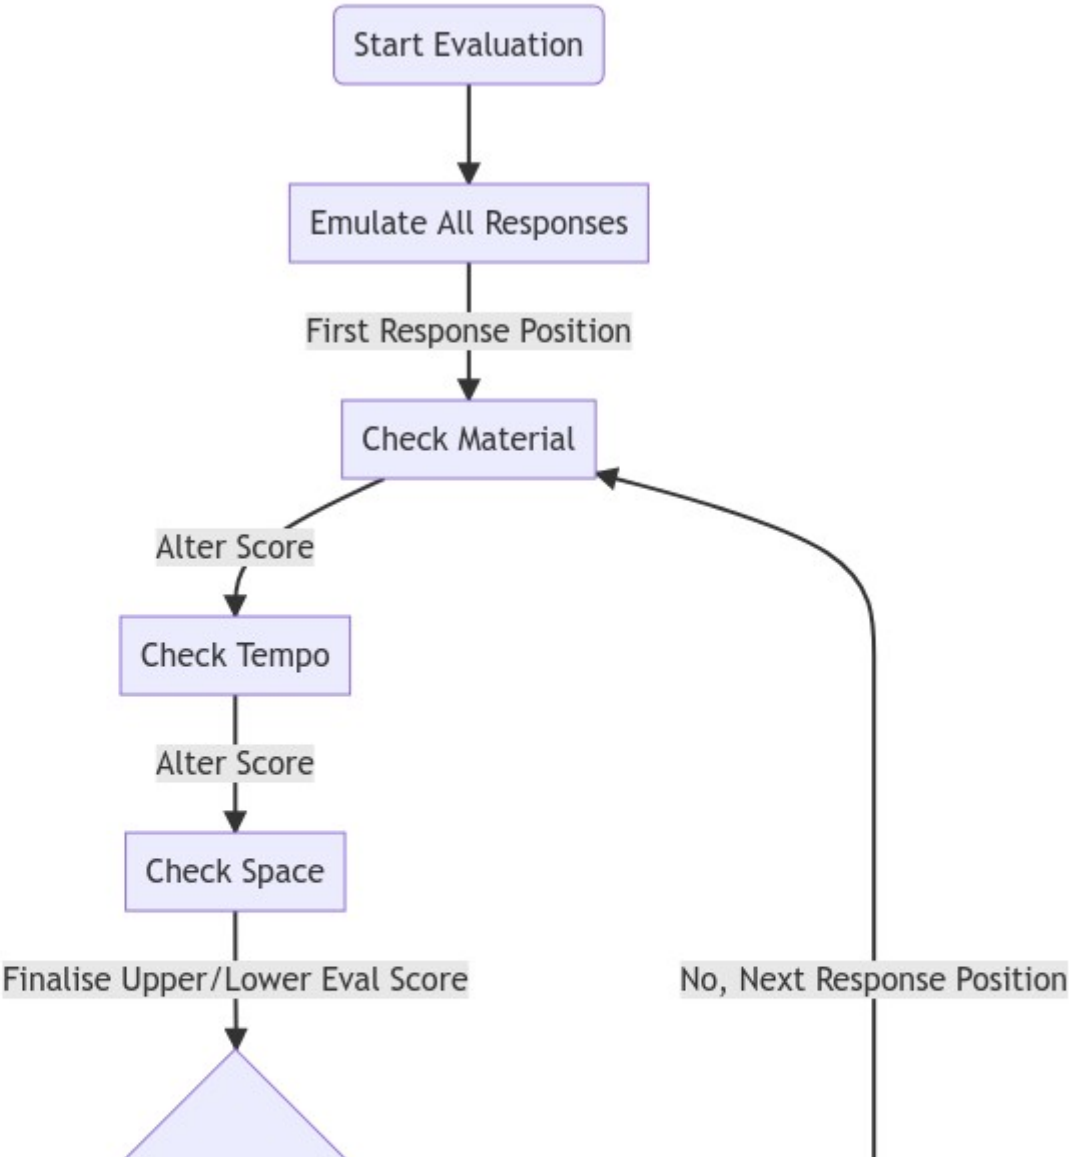 Start Evaluation
Emulate All Responses
First Response Position
Check Material
Alter Score
Check Tempo
Alter Score
Check Space
Finalise Upper/Lower Eval Score
No, Next Response Position